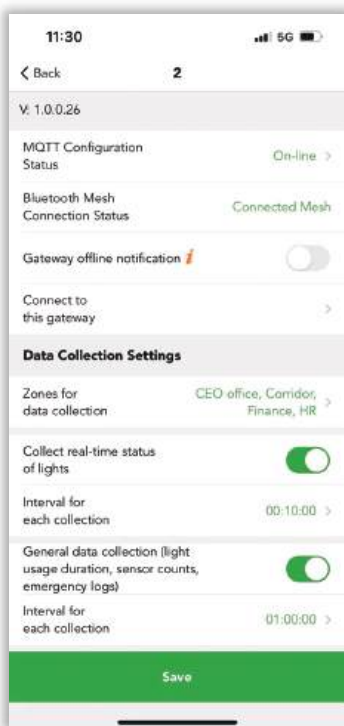 11:30
5G
Back
2
V: 1.0.0.26
MQTT Configuration
Status
On-line
Bluetooth Mesh
Connection Status
Connected Mesh
Gateway offline notification i
Connect to
this gateway
Data Collection Settings
Zones for
data collection
CEO office, Corridor,
Finance, HR
Collect real-time status
of lights
Interval for
each collection
00:10:00
General data collection (light
usage duration, sensor counts,
emergency logs)
Interval for
each collection
01:00:00
Save